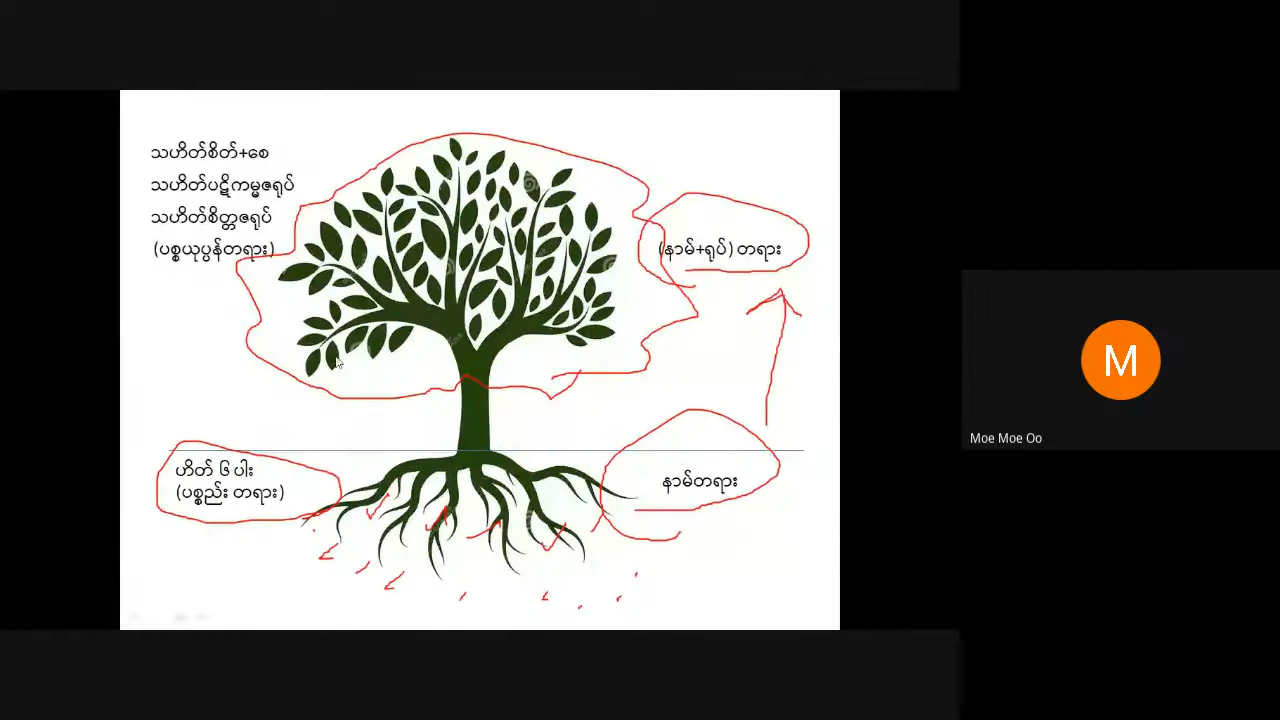 သဟိတ်စိတ်+စေ
သဟိတ်ပဋိကမ္မဇရုပ်
သဟိတ်စိတ္တဇရုပ်
(ပစ္စယုပ္ပန်တရား)
(နာမ်+ရုပ်) တရား
ဟိတ် ၆ ပါး
(ပစ္စည်း တရား)
နာမ်တရား
M
Moe Moe Oo